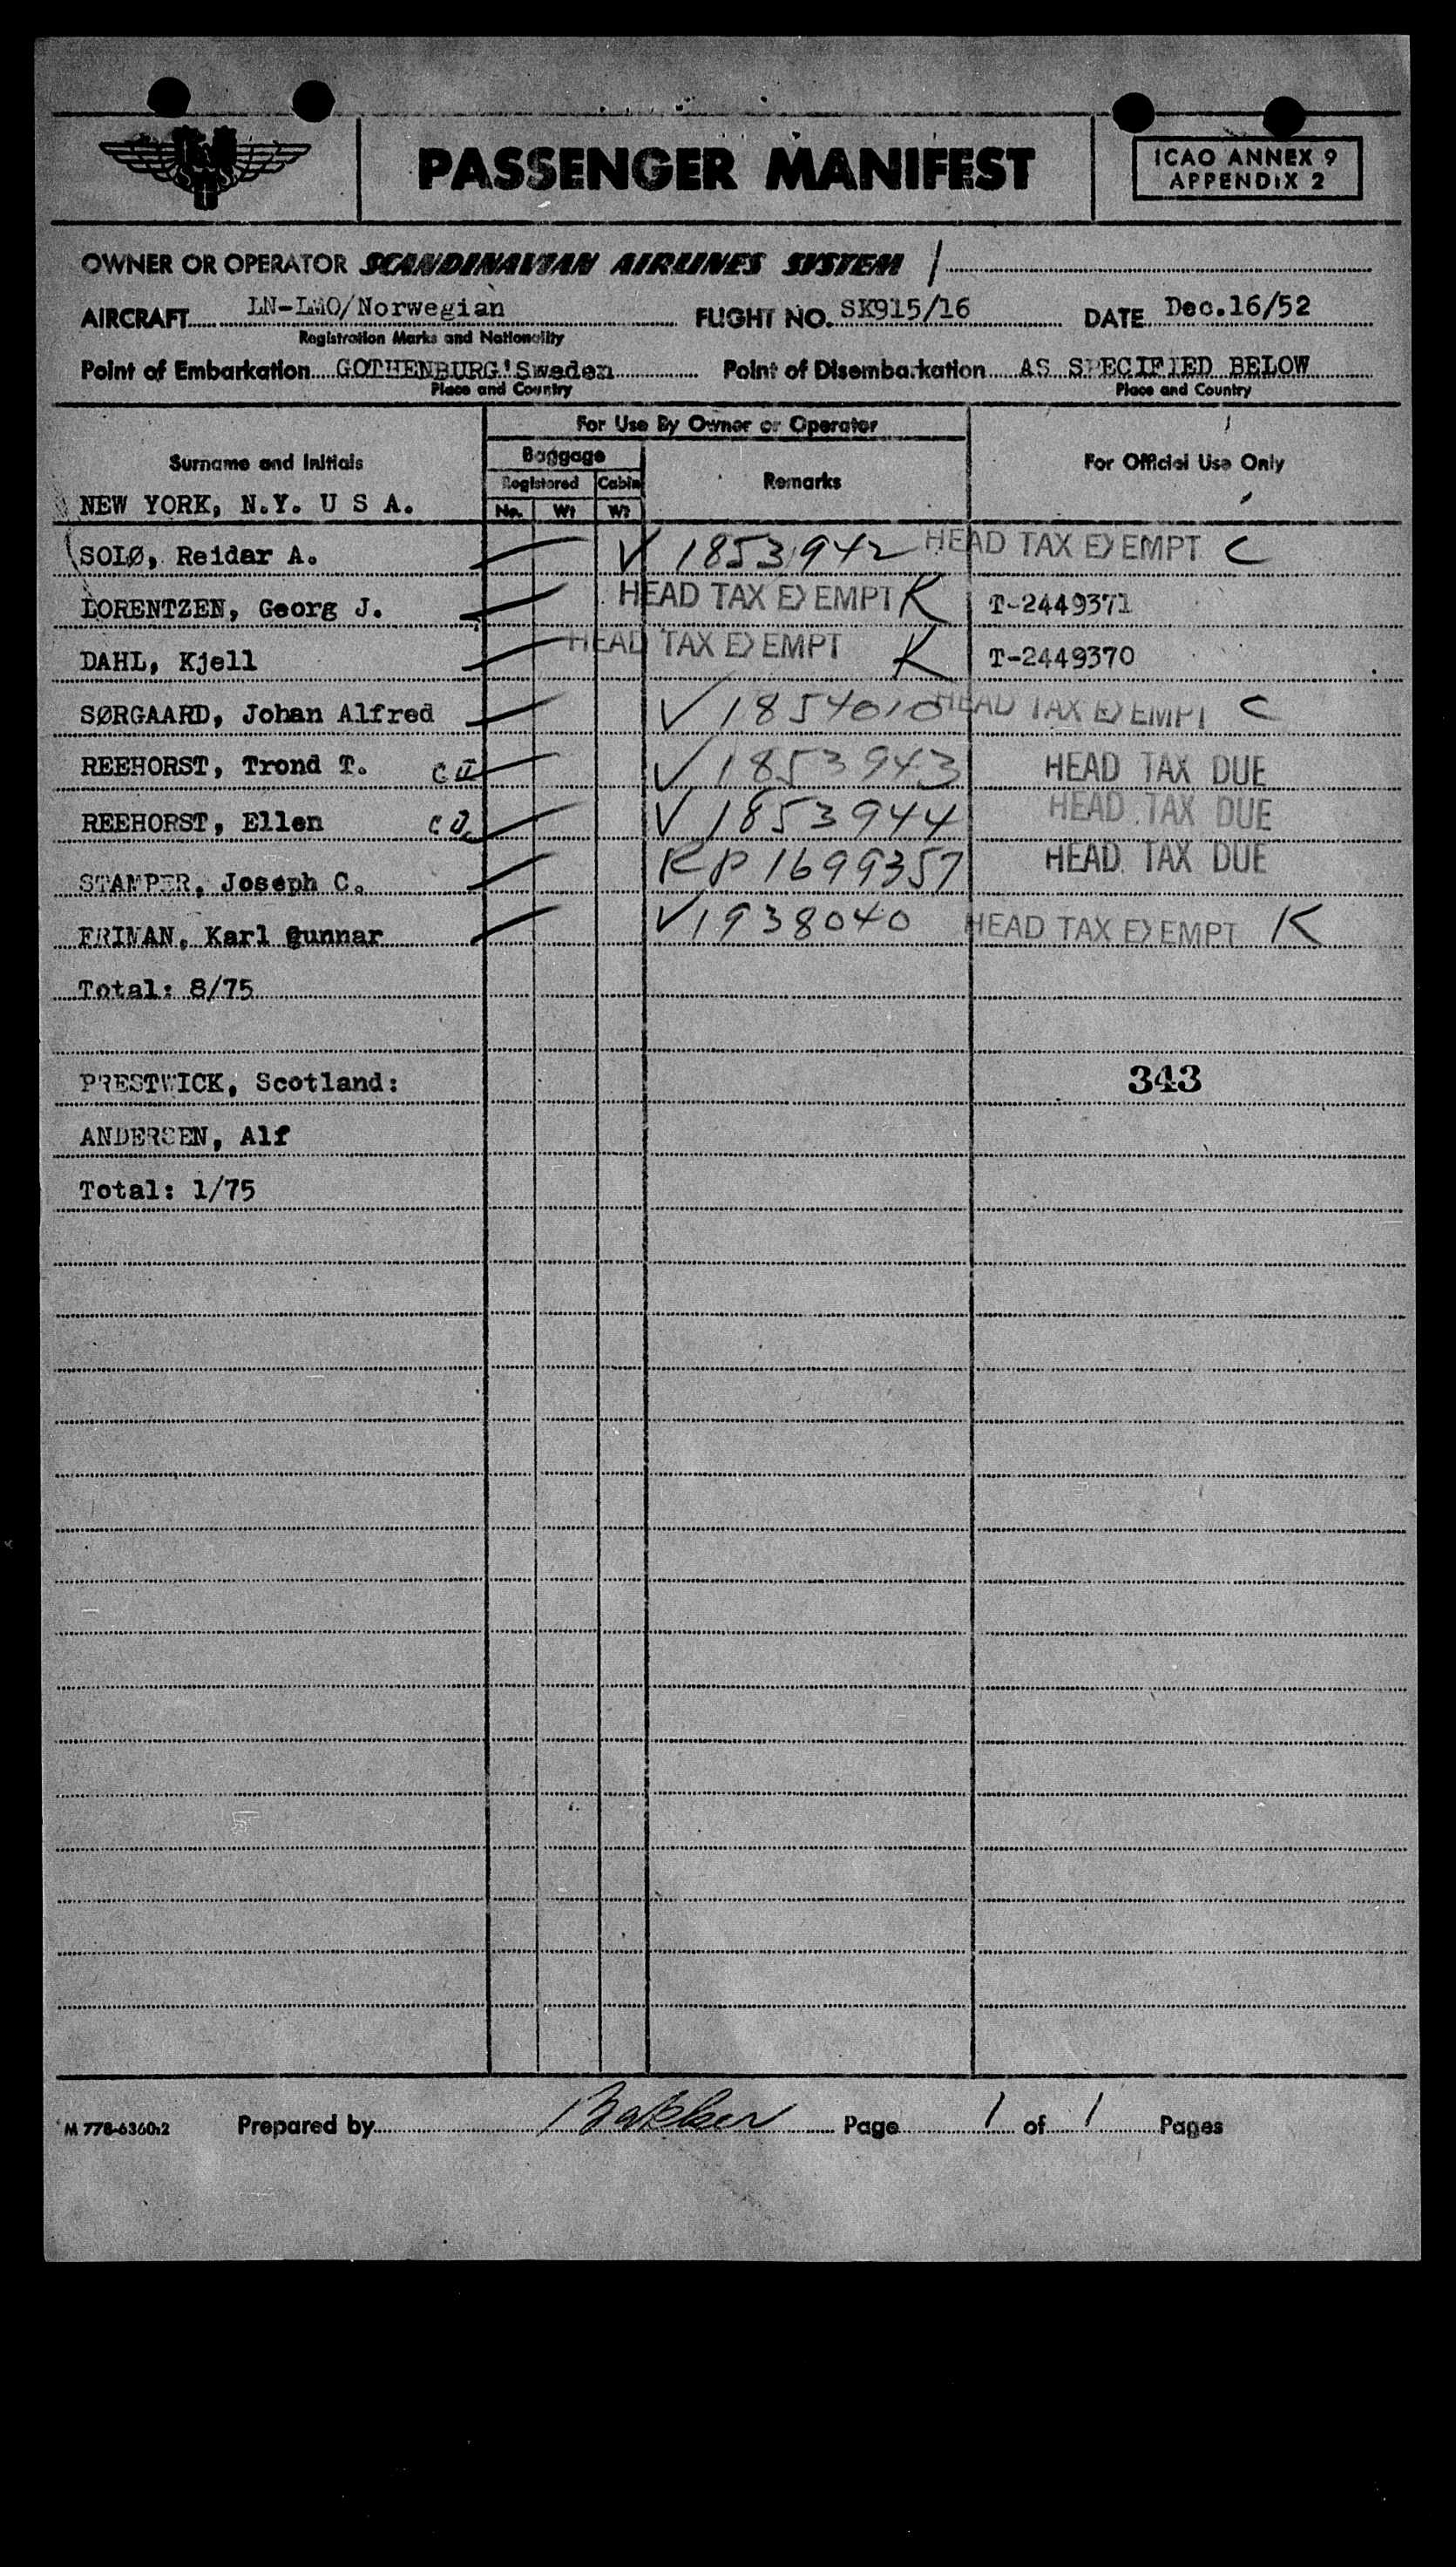 PASSENGER MANIFEST
ICAO ANNEX 9
APPENDIX 2
OWNER OR OPERATOR SCANDINAVIAN AIRLINES SYSTEM /
AIRCRAFT LN-LMO/Norwegian FLIGHT NO. SK915/16 DATE Dec.16/52
Registration Marks and Nationality
Point of Embarkation GOTHENBURG'Sweden Point of Disembarkation AS SPECIFIED BELOW
Place and Country Place and Country
For Use By Owner or Operator
Surname and Initials Baggage Remarks For Official Use Only
Registered Cabin
NEW YORK, N.Y. U S A. No. Wt Wt
SOLØ, Reidar A. V 1853942 HEAD TAX EXEMPT C
LORENTZEN, Georg J. HEAD TAX EXEMPT K T-2449371
DAHL, Kjell HEAD TAX EXEMPT K T-2449370
SØRGAARD, Johan Alfred V 1854010 HEAD TAX EXEMPT C
REEHORST, Trond T. V 1853943 HEAD TAX DUE
REEHORST, Ellen V 1853944 HEAD TAX DUE
STAMPER, Joseph C. RP 1699357 HEAD TAX DUE
FRIMAN, Karl Gunnar V 1938040 HEAD TAX EXEMPT K
Total: 8/75
PRESTWICK, Scotland: 343
ANDERSEN, Alf
Total: 1/75
M 778-6360:2 Prepared by Bakken Page 1 of 1 Pages